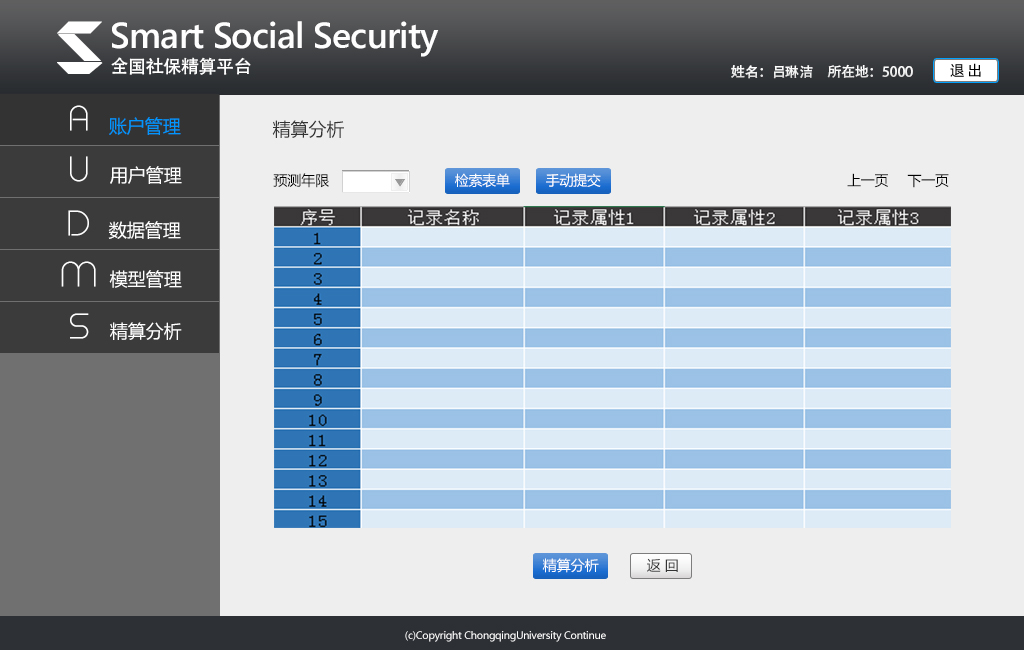 Smart Social Security
全国社保精算平台
姓名：吕琳洁 所在地：5000 退出
A 账户管理
U 用户管理
D 数据管理
M 模型管理
S 精算分析
精算分析
预测年限 检索表单 手动提交 上一页 下一页
序号 记录名称 记录属性1 记录属性2 记录属性3
1
2
3
4
5
6
7
8
9
10
11
12
13
14
15
精算分析 返回
(c)Copyright ChongqingUniversity Continue